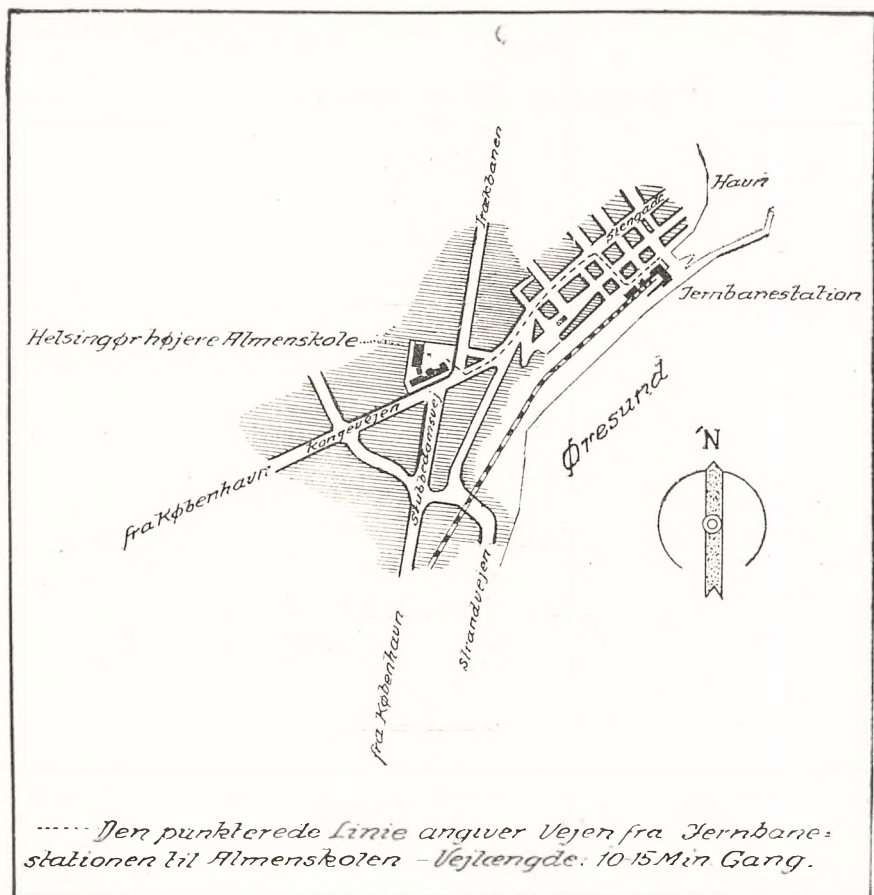 Trækbanen
Havn
Stengade
Jernbanestation
Helsingør højere Almenskole
Øresund
N
Kongevejen
Stubbedamsvej
fra København
Strandvejen
fra København
Den punkterede Linie angiver Vejen fra Jernbane=
stationen til Almenskolen - Vejlængde: 10-15 Min Gang.